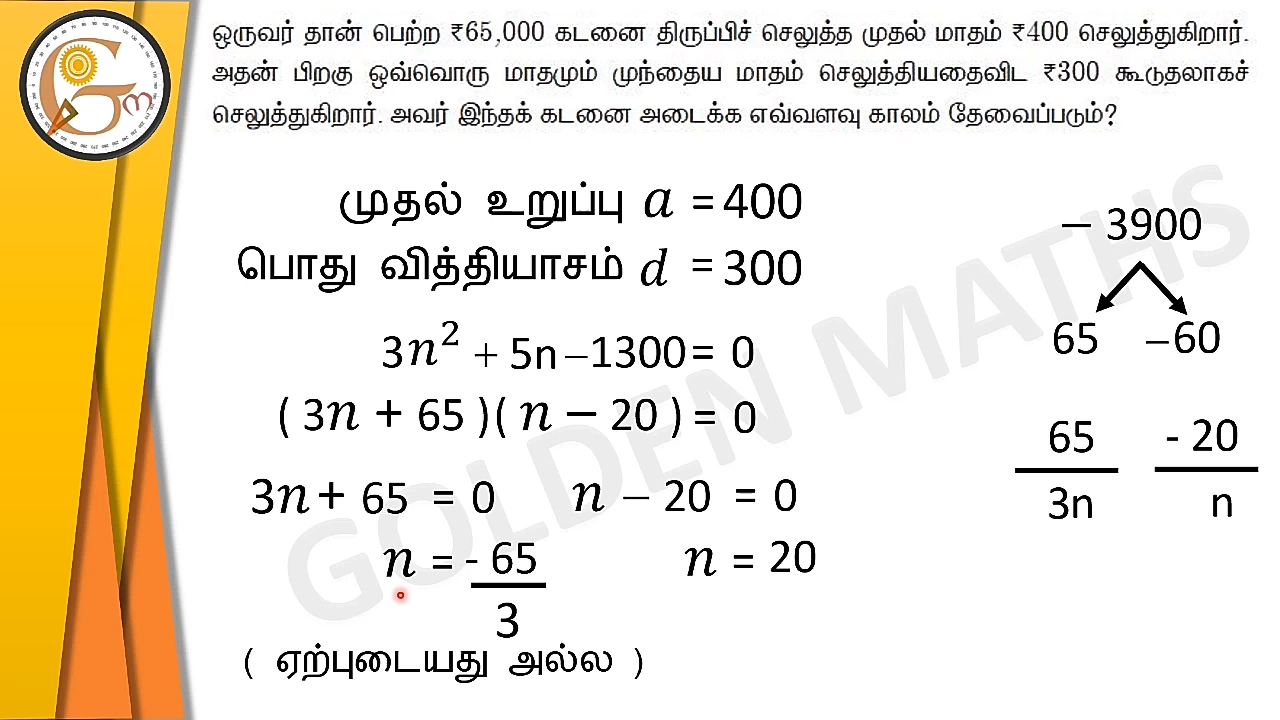 ஒருவர் தான் பெற்ற ₹65,000 கடனை திருப்பிச் செலுத்த முதல் மாதம் ₹400 செலுத்துகிறார்.
அதன் பிறகு ஒவ்வொரு மாதமும் முந்தைய மாதம் செலுத்தியதைவிட ₹300 கூடுதலாகச்
செலுத்துகிறார். அவர் இந்தக் கடனை அடைக்க எவ்வளவு காலம் தேவைப்படும்?
முதல் உறுப்பு a = 400
பொது வித்தியாசம் d = 300
3n² + 5n – 1300 = 0
( 3n + 65 )( n – 20 ) = 0
3n + 65 = 0 n – 20 = 0
n = - 65 n = 20
3
( ஏற்புடையது அல்ல )
– 3900
65 – 60
65 - 20
3n n
GOLDEN MATHS